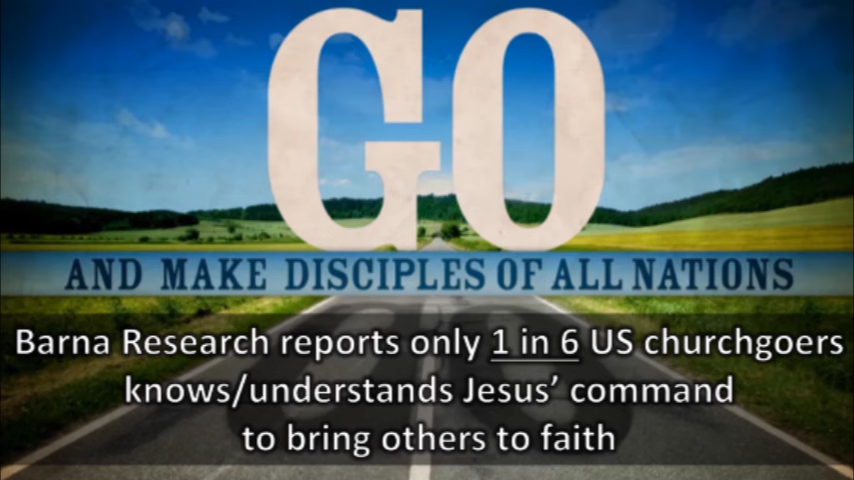 GO
AND MAKE DISCIPLES OF ALL NATIONS
Barna Research reports only 1 in 6 US churchgoers
knows/understands Jesus’ command
to bring others to faith